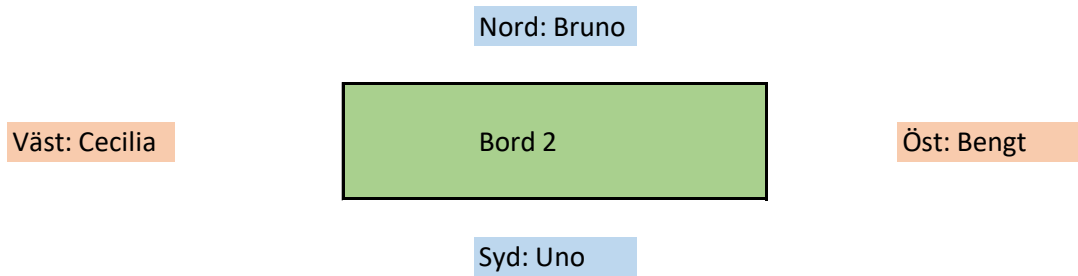 Nord: Bruno
Väst: Cecilia
Bord 2
Öst: Bengt
Syd: Uno